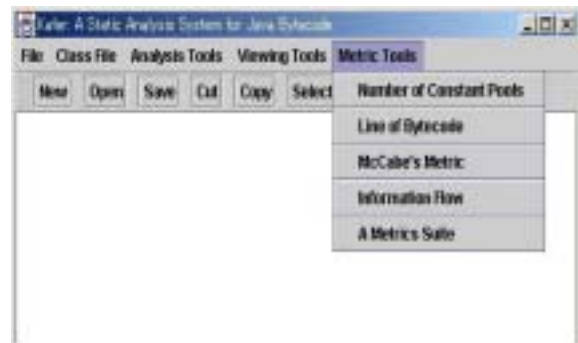 Kafer: A Static Analysis System for Java Bytecode
File Class File Analysis Tools Viewing Tools Metric Tools
New Open Save Cut Copy Select
Number of Constant Pools
Line of Bytecode
McCabe's Metric
Information Flow
A Metrics Suite